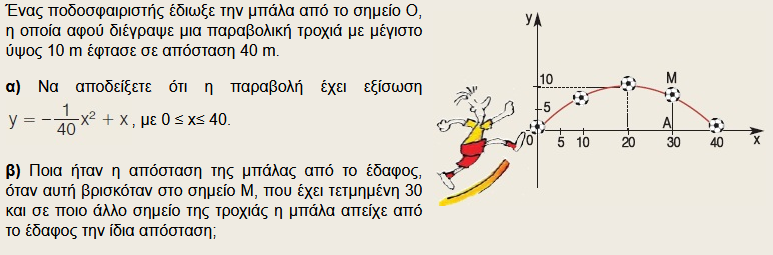 Ένας ποδοσφαιριστής έδιωξε την μπάλα από το σημείο Ο,
η οποία αφού διέγραψε μια παραβολική τροχιά με μέγιστο
ύψος 10 m έφτασε σε απόσταση 40 m.
α) Να αποδείξετε ότι η παραβολή έχει εξίσωση
y = -1/40x² + x , με 0 ≤ x≤ 40.
β) Ποια ήταν η απόσταση της μπάλας από το έδαφος,
όταν αυτή βρισκόταν στο σημείο Μ, που έχει τετμημένη 30
και σε ποιο άλλο σημείο της τροχιάς η μπάλα απείχε από
το έδαφος την ίδια απόσταση;
y
10
M
5
A
0 5 10 20 30 40 x